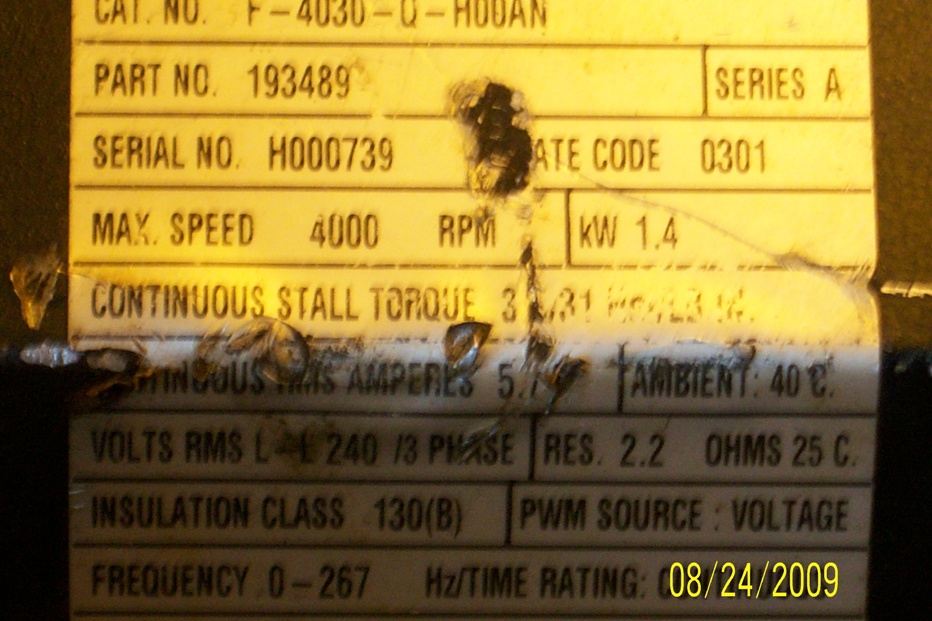 CAT. NO. F-4030-Q-H00AN
PART NO. 193489 SERIES A
SERIAL NO. H000739 ATE CODE 0301
MAX. SPEED 4000 RPM kW 1.4
CONTINUOUS STALL TORQUE
AMPERES AMBIENT: 40 C.
VOLTS RMS L-L 240 /3 PHASE RES. 2.2 OHMS 25 C.
INSULATION CLASS 130(B) PWM SOURCE : VOLTAGE
FREQUENCY 0-267 Hz/TIME RATING:
08/24/2009